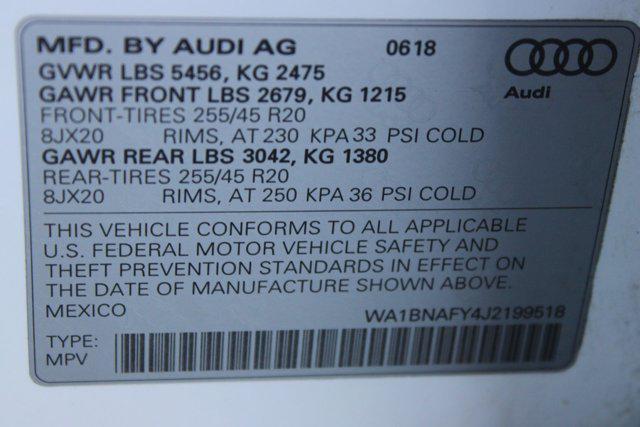 MFD. BY AUDI AG 0618
GVWR LBS 5456, KG 2475
GAWR FRONT LBS 2679, KG 1215
Audi
FRONT-TIRES 255/45 R20
8JX20 RIMS, AT 230 KPA 33 PSI COLD
GAWR REAR LBS 3042, KG 1380
REAR-TIRES 255/45 R20
8JX20 RIMS, AT 250 KPA 36 PSI COLD
THIS VEHICLE CONFORMS TO ALL APPLICABLE
U.S. FEDERAL MOTOR VEHICLE SAFETY AND
THEFT PREVENTION STANDARDS IN EFFECT ON
THE DATE OF MANUFACTURE SHOWN ABOVE.
MEXICO WA1BNAFY4J2199518
TYPE:
MPV